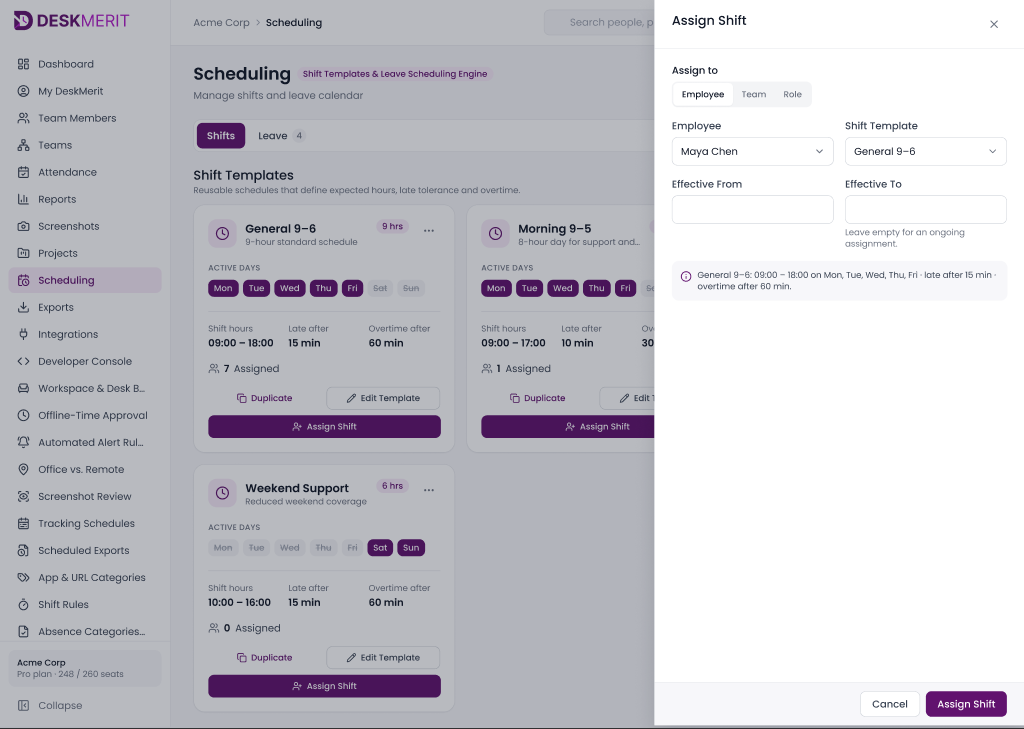 DESKMERIT
Acme Corp > Scheduling
Search people, p
Dashboard
My DeskMerit
Team Members
Teams
Attendance
Reports
Screenshots
Projects
Scheduling
Exports
Integrations
Developer Console
Workspace & Desk B...
Offline-Time Approval
Automated Alert Rul...
Office vs. Remote
Screenshot Review
Tracking Schedules
Scheduled Exports
App & URL Categories
Shift Rules
Absence Categories...
Acme Corp
Pro plan · 248 / 260 seats
Collapse
Scheduling Shift Templates & Leave Scheduling Engine
Manage shifts and leave calendar
Shifts Leave 4
Shift Templates
Reusable schedules that define expected hours, late tolerance and overtime.
General 9–6 9 hrs
9-hour standard schedule
ACTIVE DAYS
Mon Tue Wed Thu Fri Sat Sun
Shift hours Late after Overtime after
09:00 – 18:00 15 min 60 min
7 Assigned
Duplicate Edit Template
Assign Shift
Morning 9–5
8-hour day for support and...
ACTIVE DAYS
Mon Tue Wed Thu Fri
Shift hours Late after
09:00 – 17:00 10 min 30
1 Assigned
Duplicate Edit
Assign Shift
Weekend Support 6 hrs
Reduced weekend coverage
ACTIVE DAYS
Mon Tue Wed Thu Fri Sat Sun
Shift hours Late after Overtime after
10:00 – 16:00 15 min 60 min
0 Assigned
Duplicate Edit Template
Assign Shift
Assign Shift
Assign to
Employee Team Role
Employee Shift Template
Maya Chen General 9–6
Effective From Effective To
Leave empty for an ongoing
assignment.
General 9–6: 09:00 – 18:00 on Mon, Tue, Wed, Thu, Fri · late after 15 min ·
overtime after 60 min.
Cancel Assign Shift